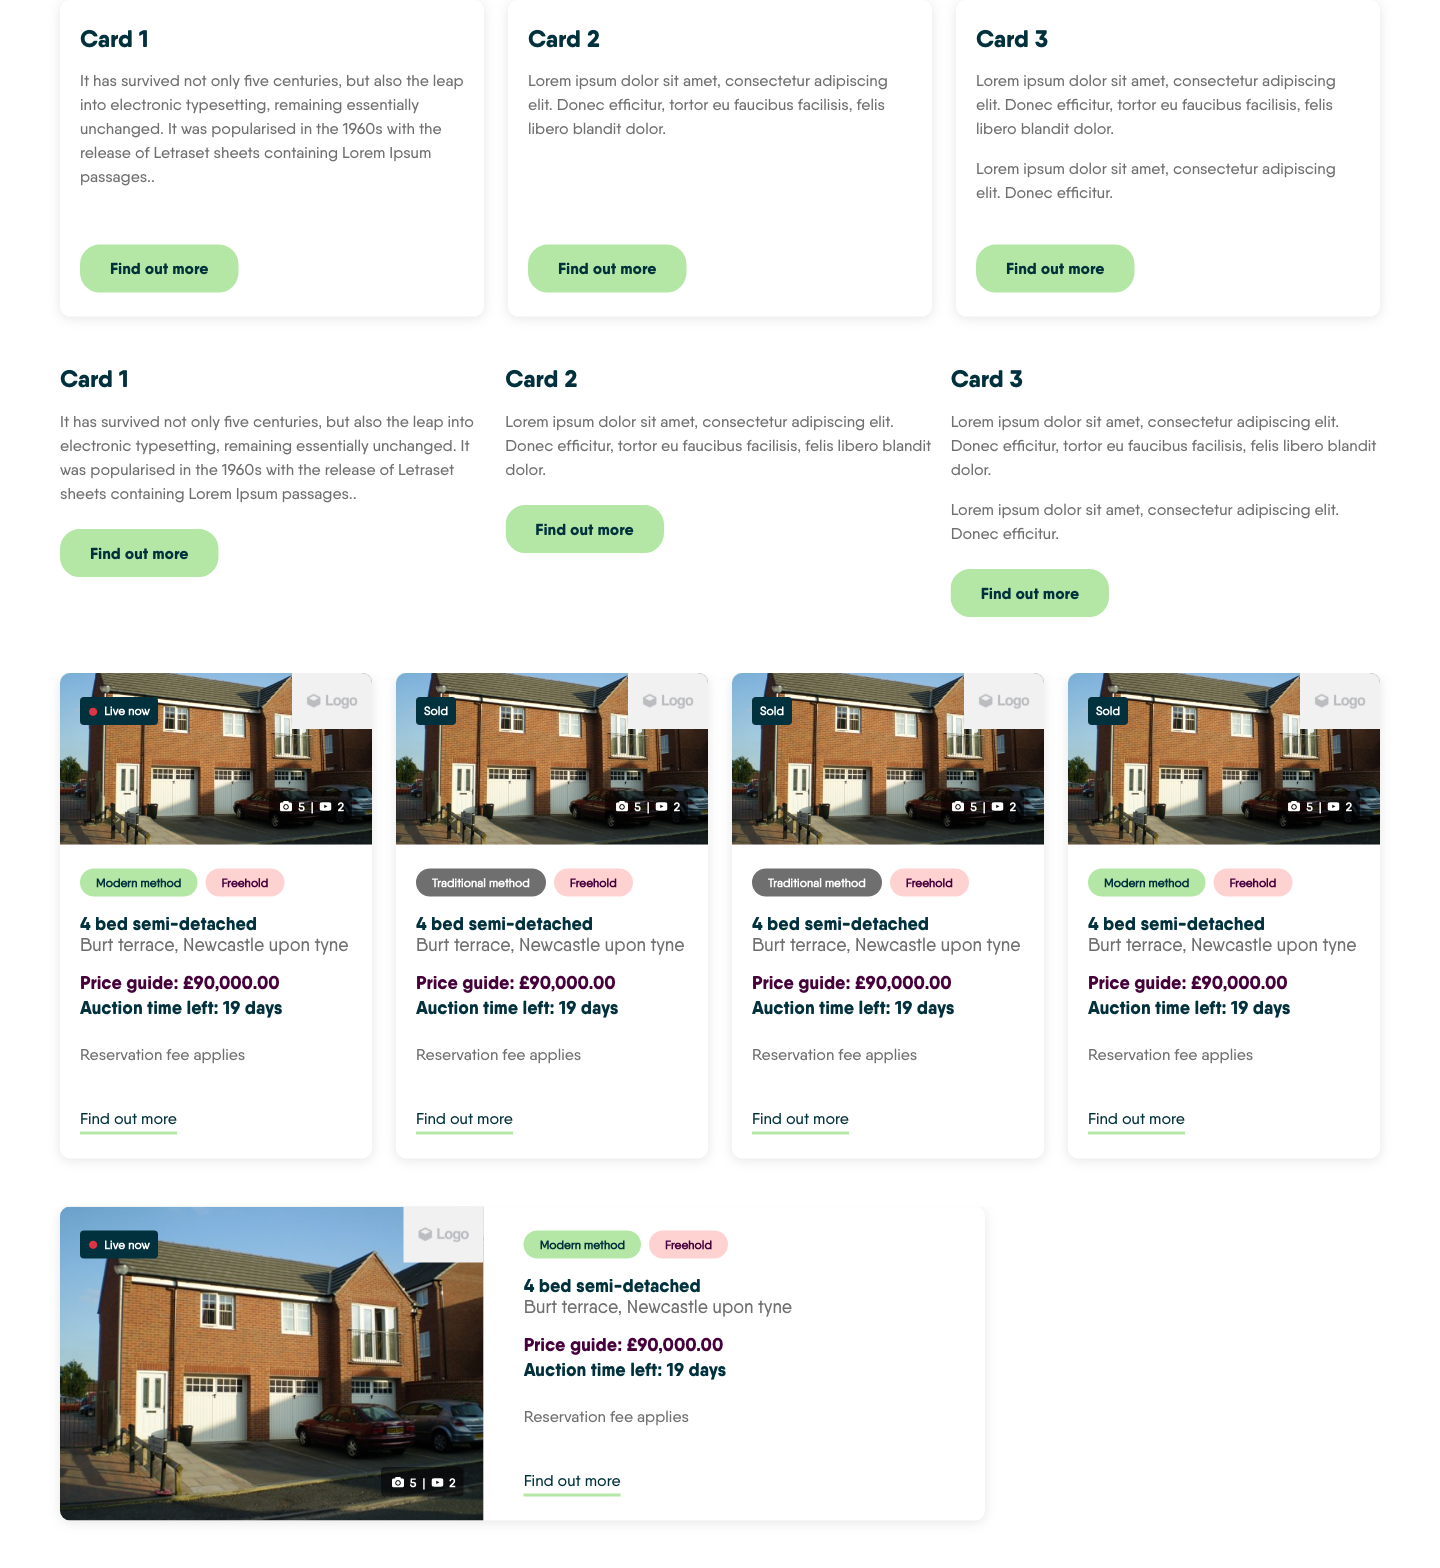 Card 1
It has survived not only five centuries, but also the leap
into electronic typesetting, remaining essentially
unchanged. It was popularised in the 1960s with the
release of Letraset sheets containing Lorem Ipsum
passages..
Find out more
Card 2
Lorem ipsum dolor sit amet, consectetur adipiscing
elit. Donec efficitur, tortor eu faucibus facilisis, felis
libero blandit dolor.
Find out more
Card 3
Lorem ipsum dolor sit amet, consectetur adipiscing
elit. Donec efficitur, tortor eu faucibus facilisis, felis
libero blandit dolor.
Lorem ipsum dolor sit amet, consectetur adipiscing
elit. Donec efficitur.
Find out more
Card 1
It has survived not only five centuries, but also the leap into
electronic typesetting, remaining essentially unchanged. It
was popularised in the 1960s with the release of Letraset
sheets containing Lorem Ipsum passages..
Find out more
Card 2
Lorem ipsum dolor sit amet, consectetur adipiscing elit.
Donec efficitur, tortor eu faucibus facilisis, felis libero blandit
dolor.
Find out more
Card 3
Lorem ipsum dolor sit amet, consectetur adipiscing elit.
Donec efficitur, tortor eu faucibus facilisis, felis libero blandit
dolor.
Lorem ipsum dolor sit amet, consectetur adipiscing elit.
Donec efficitur.
Find out more
Live now
Logo
5 | 2
Modern method
Freehold
4 bed semi-detached
Burt terrace, Newcastle upon tyne
Price guide: £90,000.00
Auction time left: 19 days
Reservation fee applies
Find out more
Sold
Logo
5 | 2
Traditional method
Freehold
4 bed semi-detached
Burt terrace, Newcastle upon tyne
Price guide: £90,000.00
Auction time left: 19 days
Reservation fee applies
Find out more
Sold
Logo
5 | 2
Traditional method
Freehold
4 bed semi-detached
Burt terrace, Newcastle upon tyne
Price guide: £90,000.00
Auction time left: 19 days
Reservation fee applies
Find out more
Sold
Logo
5 | 2
Modern method
Freehold
4 bed semi-detached
Burt terrace, Newcastle upon tyne
Price guide: £90,000.00
Auction time left: 19 days
Reservation fee applies
Find out more
Live now
Logo
5 | 2
Modern method
Freehold
4 bed semi-detached
Burt terrace, Newcastle upon tyne
Price guide: £90,000.00
Auction time left: 19 days
Reservation fee applies
Find out more